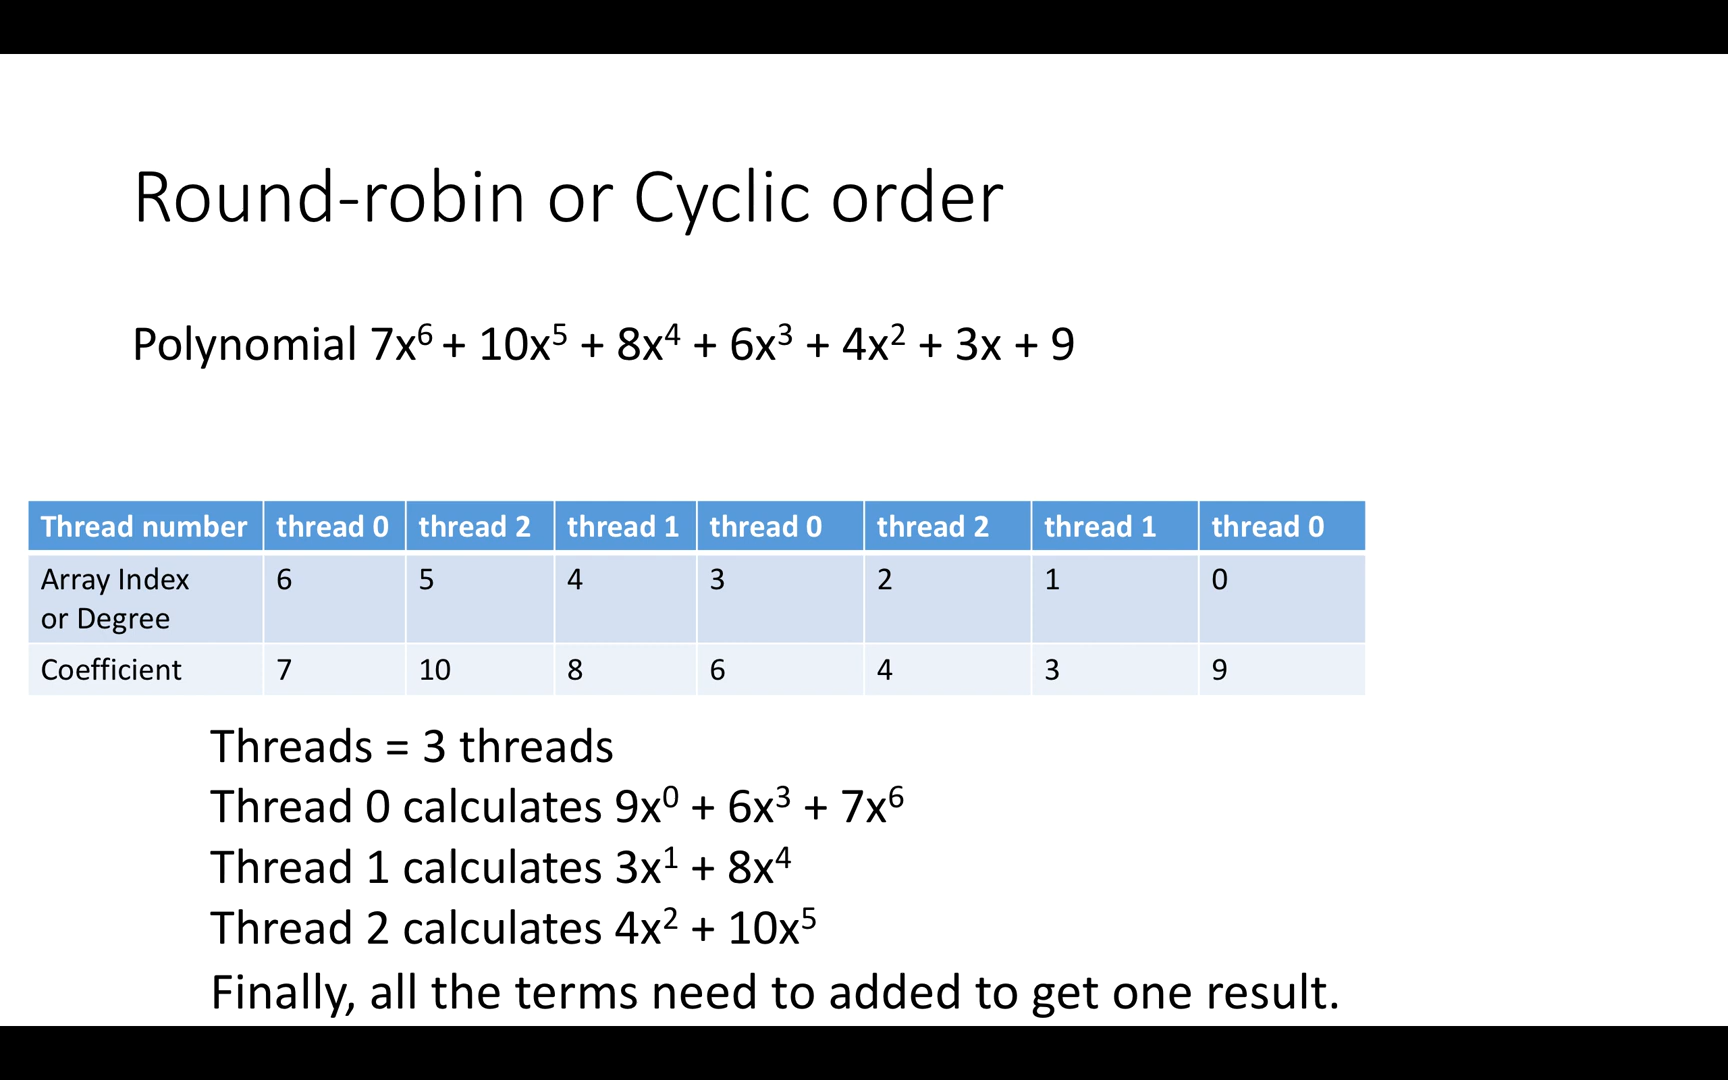 Round-robin or Cyclic order
Polynomial 7x⁶ + 10x⁵ + 8x⁴ + 6x³ + 4x² + 3x + 9
Thread number thread 0 thread 2 thread 1 thread 0 thread 2 thread 1 thread 0
Array Index or Degree 6 5 4 3 2 1 0
Coefficient 7 10 8 6 4 3 9
Threads = 3 threads
Thread 0 calculates 9x⁰ + 6x³ + 7x⁶
Thread 1 calculates 3x¹ + 8x⁴
Thread 2 calculates 4x² + 10x⁵
Finally, all the terms need to added to get one result.